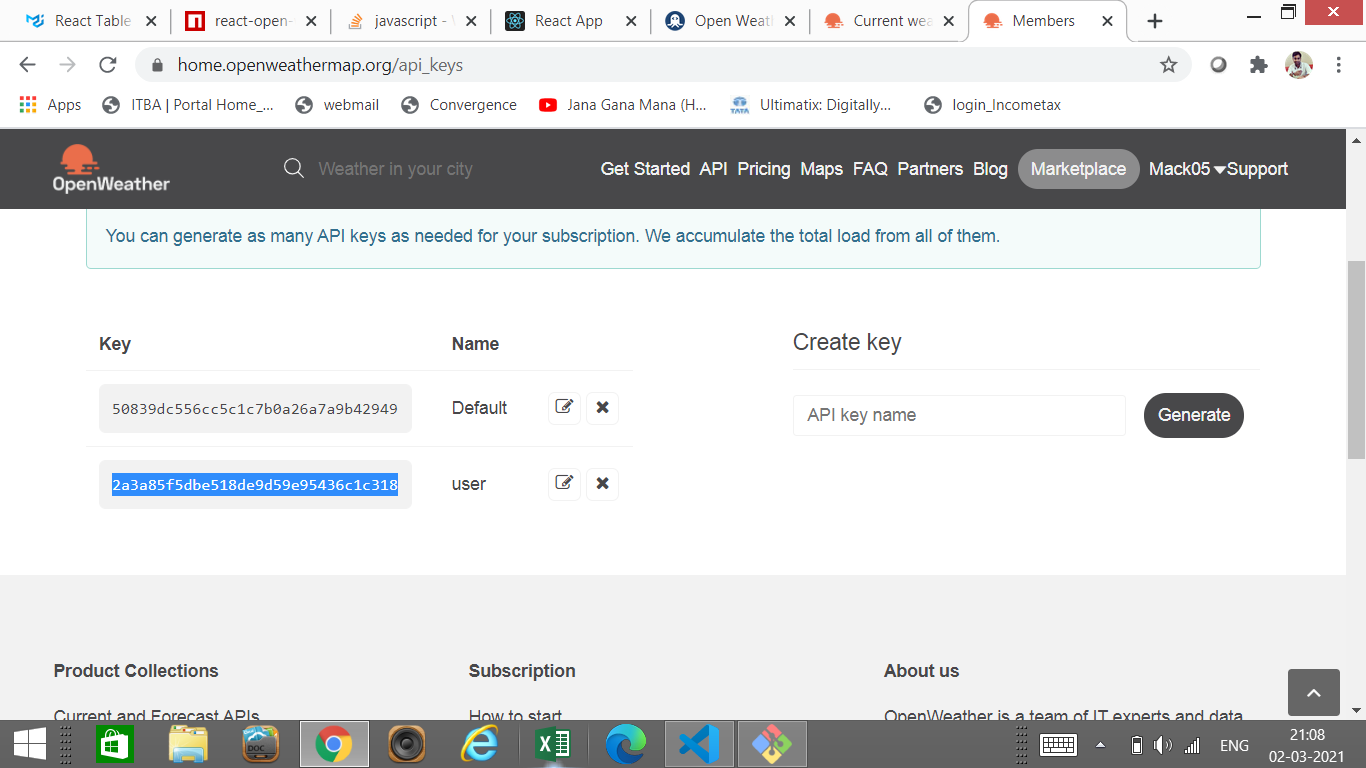 React Table
react-open-
javascript - V
React App
Open Weat
Current wea
Members
home.openweathermap.org/api_keys
Apps
ITBA | Portal Home_...
webmail
Convergence
Jana Gana Mana (H...
TATA
Ultimatix: Digitally...
login_Incometax
OpenWeather
Weather in your city
Get Started
API
Pricing
Maps
FAQ
Partners
Blog
Marketplace
Mack05
Support
You can generate as many API keys as needed for your subscription. We accumulate the total load from all of them.
Key
Name
Create key
50839dc556cc5c1c7b0a26a7a9b42949
Default
API key name
Generate
2a3a85f5dbe518de9d59e95436c1c318
user
Product Collections
Subscription
About us
Current and Forecast APIs
How to start
OpenWeather is a team of IT experts and data
DOC
ENG
21:08
02-03-2021